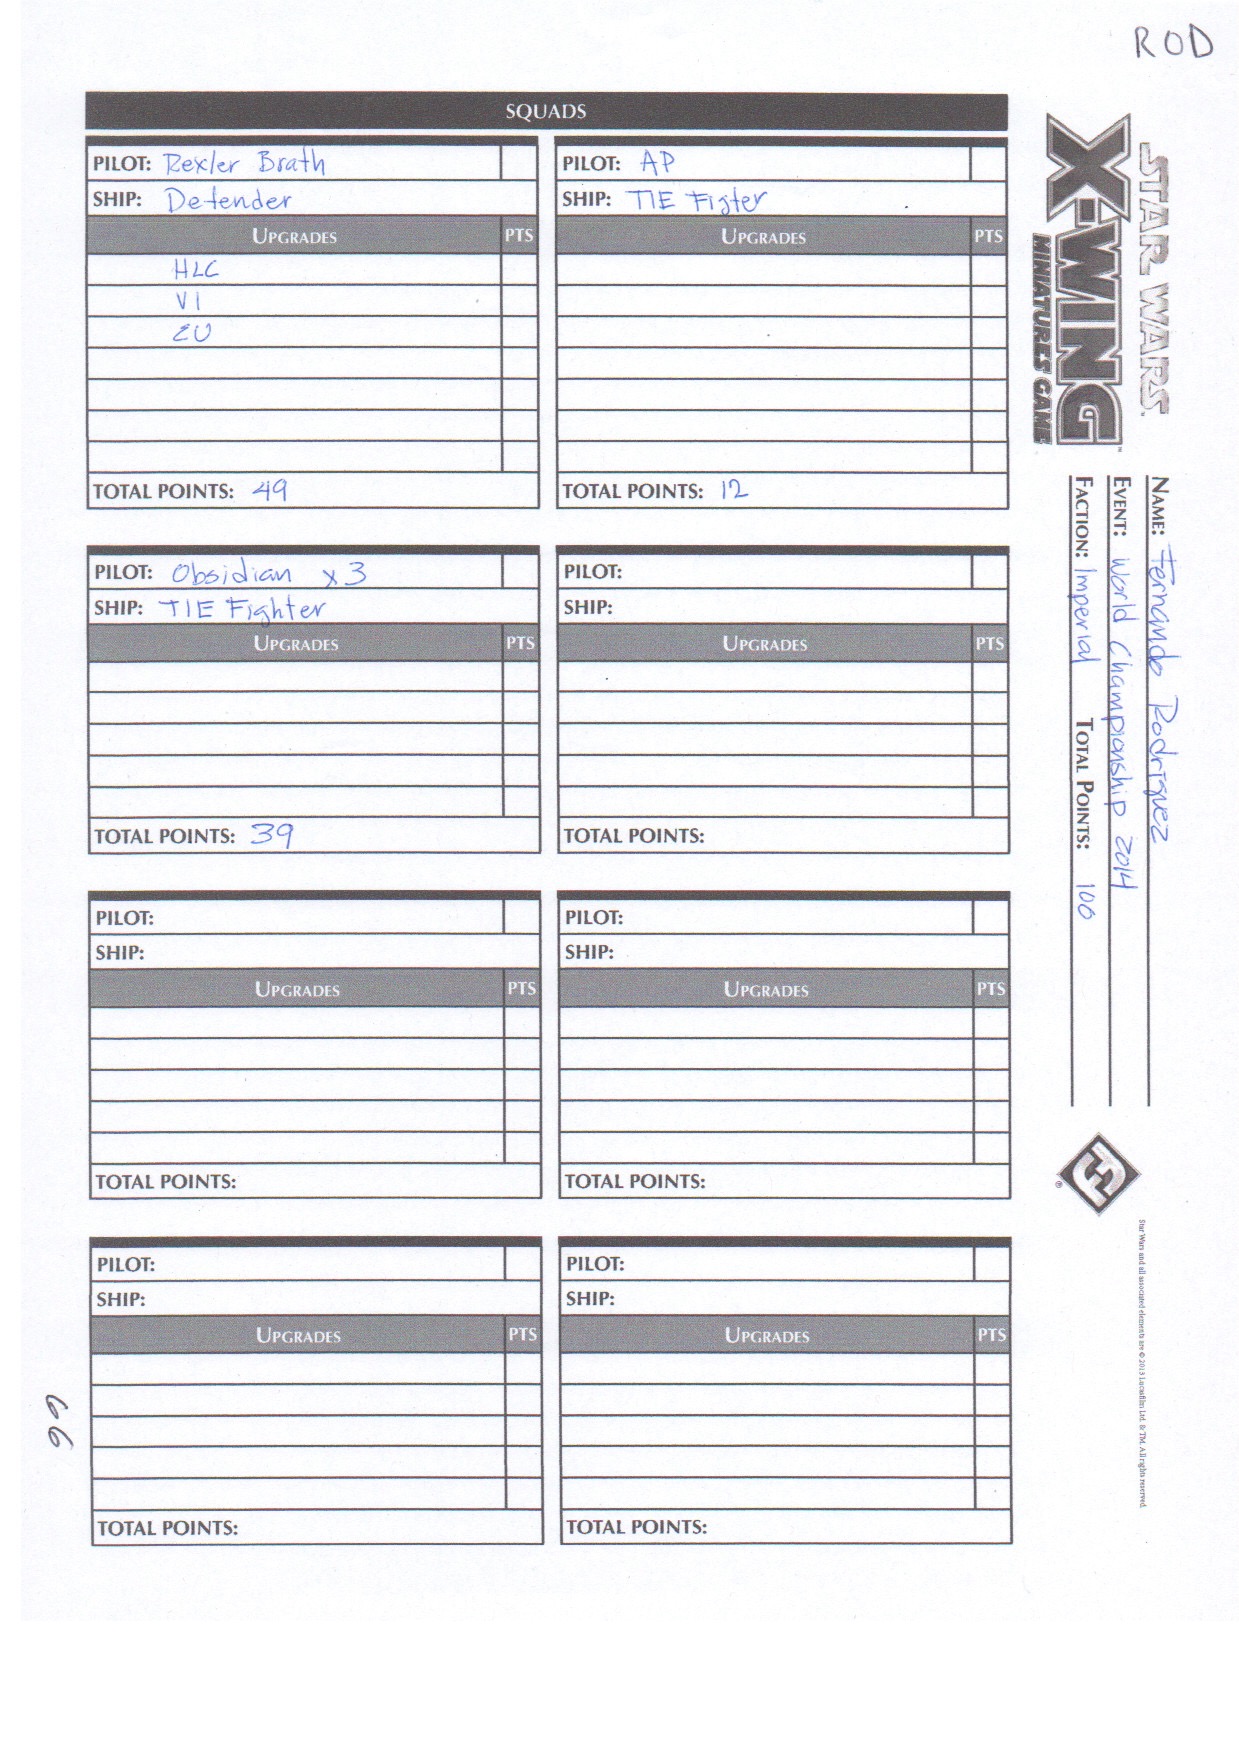 ROD
SQUADS
PILOT: Rexler Brath
SHIP: Defender
UPGRADES PTS
HLC
VI
EU
TOTAL POINTS: 49
PILOT: AP
SHIP: TIE Figter
UPGRADES PTS
TOTAL POINTS: 12
PILOT: Obsidian x3
SHIP: TIE Fighter
UPGRADES PTS
TOTAL POINTS: 39
PILOT:
SHIP:
UPGRADES PTS
TOTAL POINTS:
PILOT:
SHIP:
UPGRADES PTS
TOTAL POINTS:
PILOT:
SHIP:
UPGRADES PTS
TOTAL POINTS:
PILOT:
SHIP:
UPGRADES PTS
TOTAL POINTS:
PILOT:
SHIP:
UPGRADES PTS
TOTAL POINTS:
STAR WARS
X-WING
MINIATURES GAME
NAME: Fernando Rodriguez
EVENT: World Championship 2014
FACTION: Imperial TOTAL POINTS: 100
Star Wars and all associated elements are © 2013 Lucasfilm Ltd. & TM. All rights reserved.
66